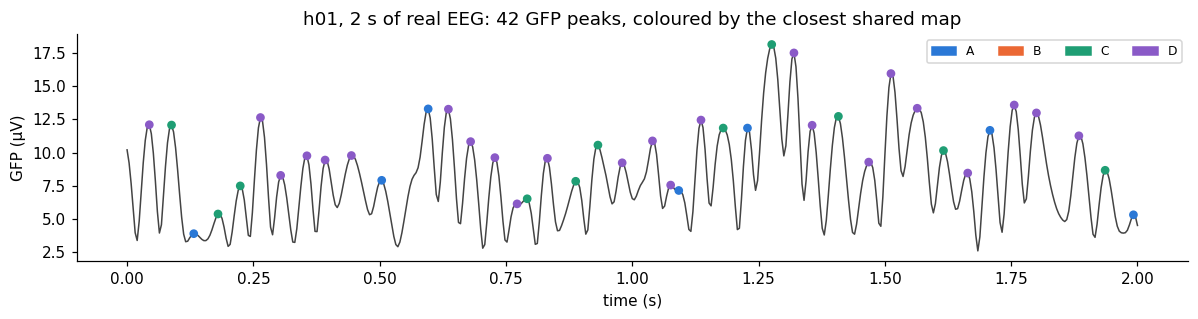 h01, 2 s of real EEG: 42 GFP peaks, coloured by the closest shared map
A B C D
GFP (µV)
17.5
15.0
12.5
10.0
7.5
5.0
2.5
0.00 0.25 0.50 0.75 1.00 1.25 1.50 1.75 2.00
time (s)